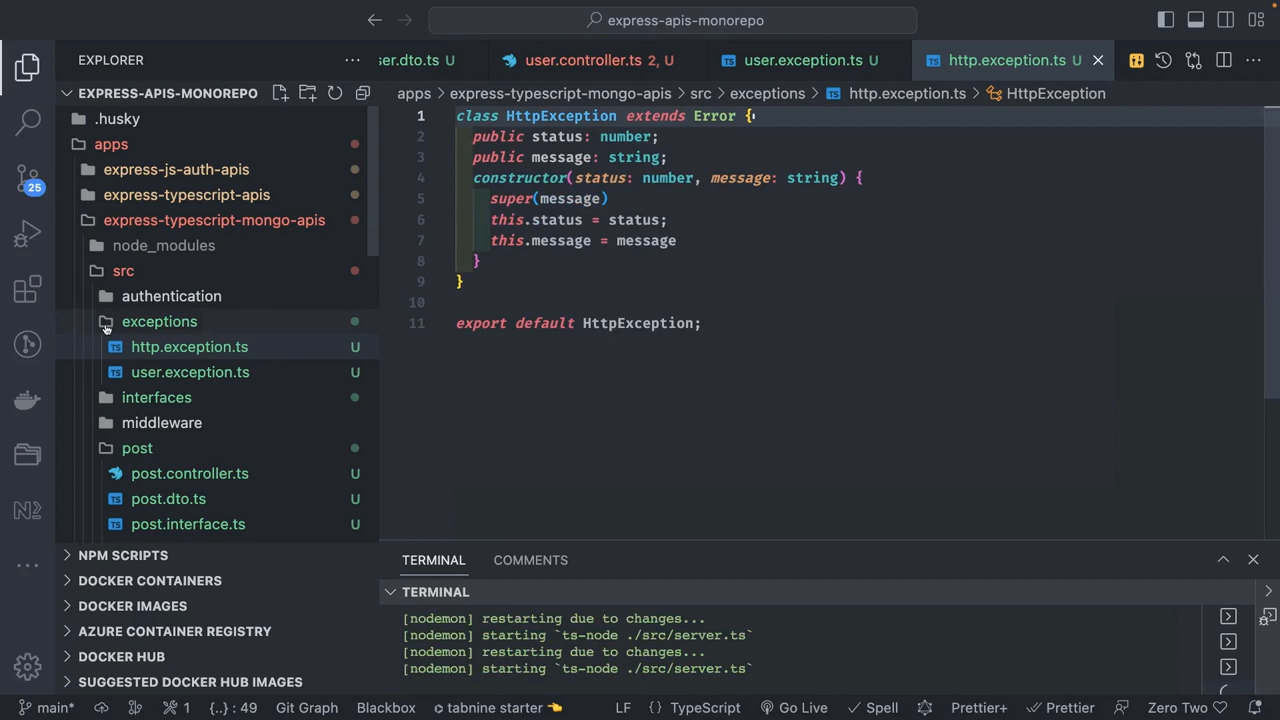 express-apis-monorepo
EXPLORER
ser.dto.ts U
user.controller.ts 2, U
user.exception.ts U
http.exception.ts U
EXPRESS-APIS-MONOREPO
apps > express-typescript-mongo-apis > src > exceptions > http.exception.ts > HttpException
.husky
apps
express-js-auth-apis
express-typescript-apis
express-typescript-mongo-apis
node_modules
src
authentication
exceptions
http.exception.ts U
user.exception.ts U
interfaces
middleware
post
post.controller.ts U
post.dto.ts U
post.interface.ts U
NPM SCRIPTS
DOCKER CONTAINERS
DOCKER IMAGES
AZURE CONTAINER REGISTRY
DOCKER HUB
SUGGESTED DOCKER HUB IMAGES
25
1 class HttpException extends Error {
2 public status: number;
3 public message: string;
4 constructor(status: number, message: string) {
5 super(message)
6 this.status = status;
7 this.message = message
8 }
9 }
10
11 export default HttpException;
TERMINAL COMMENTS
TERMINAL
[nodemon] restarting due to changes...
[nodemon] starting `ts-node ./src/server.ts`
[nodemon] restarting due to changes...
[nodemon] starting `ts-node ./src/server.ts`
main* 1 {..} : 49 Git Graph Blackbox tabnine starter LF {} TypeScript Go Live Spell Prettier+ Prettier Zero Two